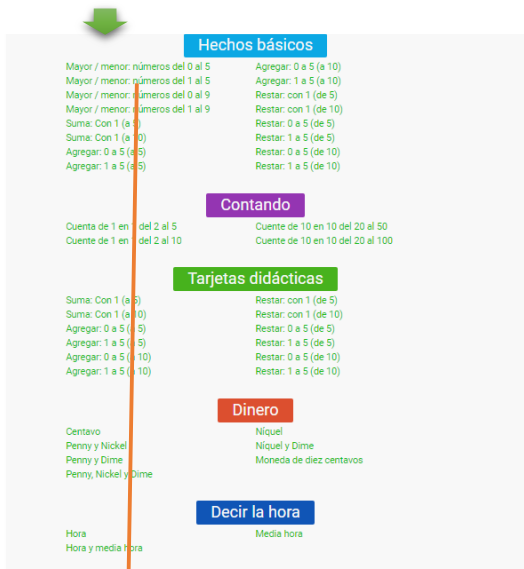 Hechos básicos
Mayor / menor: números del 0 al 5
Mayor / menor: números del 1 al 5
Mayor / menor: números del 0 al 9
Mayor / menor: números del 1 al 9
Suma: Con 1 (a 5)
Suma: Con 1 (a 10)
Agregar: 0 a 5 (a 5)
Agregar: 1 a 5 (a 5)
Agregar: 0 a 5 (a 10)
Agregar: 1 a 5 (a 10)
Restar: con 1 (de 5)
Restar: con 1 (de 10)
Restar: 0 a 5 (de 5)
Restar: 1 a 5 (de 5)
Restar: 0 a 5 (de 10)
Restar: 1 a 5 (de 10)
Contando
Cuenta de 1 en 1 del 2 al 5
Cuente de 1 en 1 del 2 al 10
Cuente de 10 en 10 del 20 al 50
Cuente de 10 en 10 del 20 al 100
Tarjetas didácticas
Suma: Con 1 (a 5)
Suma: Con 1 (a 10)
Agregar: 0 a 5 (a 5)
Agregar: 1 a 5 (a 5)
Agregar: 0 a 5 (a 10)
Agregar: 1 a 5 (a 10)
Restar: con 1 (de 5)
Restar: con 1 (de 10)
Restar: 0 a 5 (de 5)
Restar: 1 a 5 (de 5)
Restar: 0 a 5 (de 10)
Restar: 1 a 5 (de 10)
Dinero
Centavo
Penny y Nickel
Penny y Dime
Penny, Nickel y Dime
Níquel
Níquel y Dime
Moneda de diez centavos
Decir la hora
Hora
Hora y media hora
Media hora